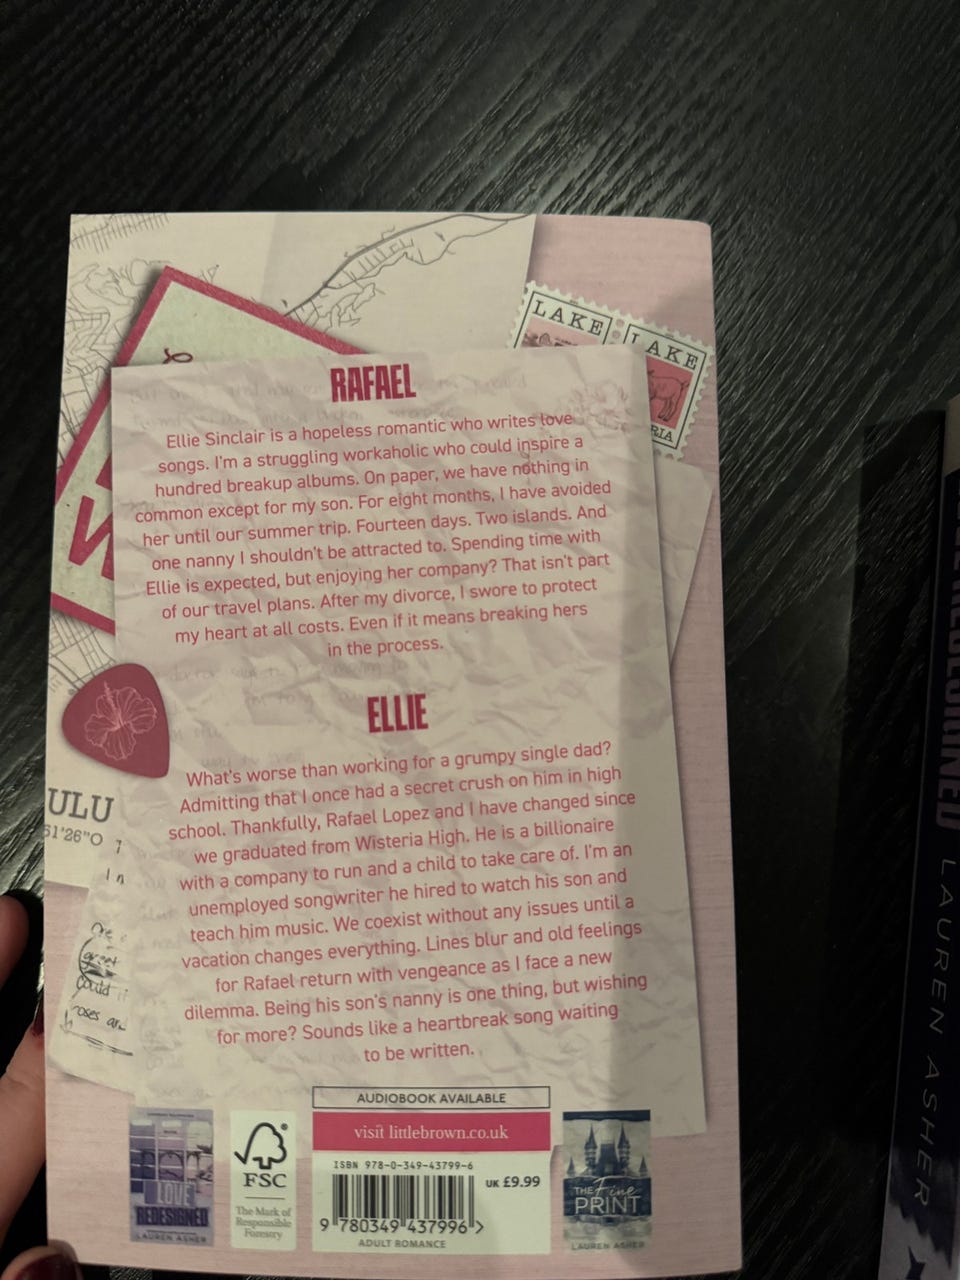 LAKE
LAKE
RIA
RAFAEL
Ellie Sinclair is a hopeless romantic who writes love
songs. I'm a struggling workaholic who could inspire a
hundred breakup albums. On paper, we have nothing in
common except for my son. For eight months, I have avoided
her until our summer trip. Fourteen days. Two islands. And
one nanny I shouldn't be attracted to. Spending time with
Ellie is expected, but enjoying her company? That isn't part
of our travel plans. After my divorce, I swore to protect
my heart at all costs. Even if it means breaking hers
in the process.
ELLIE
What's worse than working for a grumpy single dad?
Admitting that I once had a secret crush on him in high
school. Thankfully, Rafael Lopez and I have changed since
we graduated from Wisteria High. He is a billionaire
with a company to run and a child to take care of. I'm an
unemployed songwriter he hired to watch his son and
teach him music. We coexist without any issues until a
vacation changes everything. Lines blur and old feelings
for Rafael return with vengeance as I face a new
dilemma. Being his son's nanny is one thing, but wishing
for more? Sounds like a heartbreak song waiting
to be written.
ULU
51'26"O
could
roses
AUDIOBOOK AVAILABLE
visit littlebrown.co.uk
ISBN 978-0-349-43799-6
UK £9.99
9 780349 437996 >
ADULT ROMANCE
LOVE
REDESIGNED
LAUREN ASHER
FSC
The Mark of
Responsible
Forestry
THE Fine
PRINT
LAUREN ASHER
LAUREN ASHER